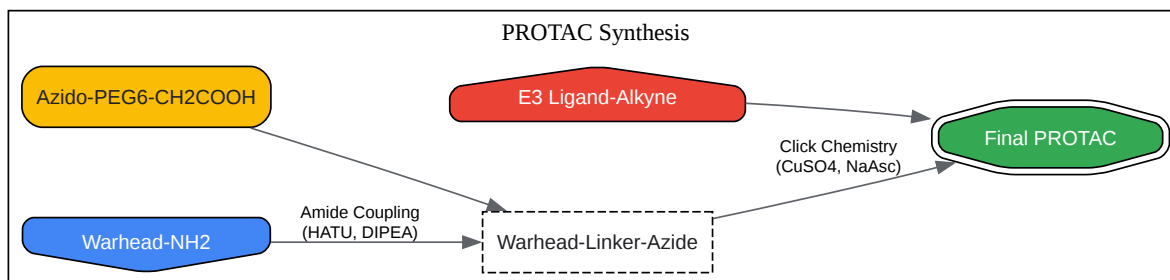 PROTAC Synthesis
Azido-PEG6-CH2COOH
E3 Ligand-Alkyne
Final PROTAC
Click Chemistry
(CuSO4, NaAsc)
Warhead-NH2
Amide Coupling
(HATU, DIPEA)
Warhead-Linker-Azide